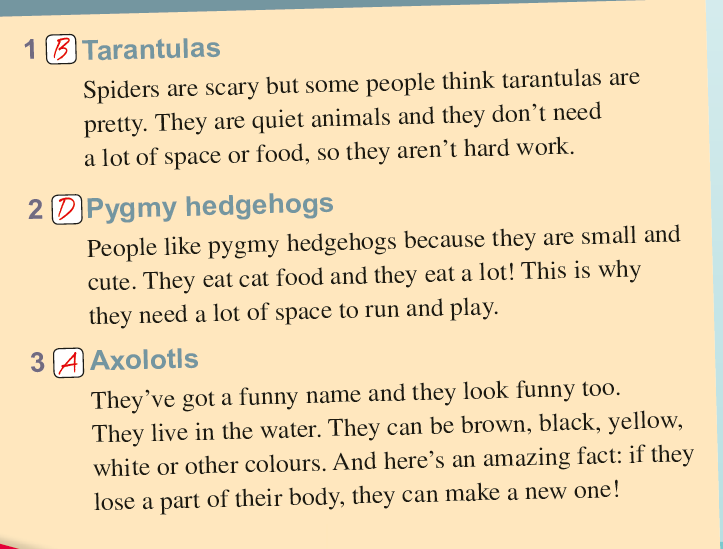 1 B Tarantulas
Spiders are scary but some people think tarantulas are
pretty. They are quiet animals and they don't need
a lot of space or food, so they aren't hard work.
2 D Pygmy hedgehogs
People like pygmy hedgehogs because they are small and
cute. They eat cat food and they eat a lot! This is why
they need a lot of space to run and play.
3 A Axolotls
They've got a funny name and they look funny too.
They live in the water. They can be brown, black, yellow,
white or other colours. And here's an amazing fact: if they
lose a part of their body, they can make a new one!